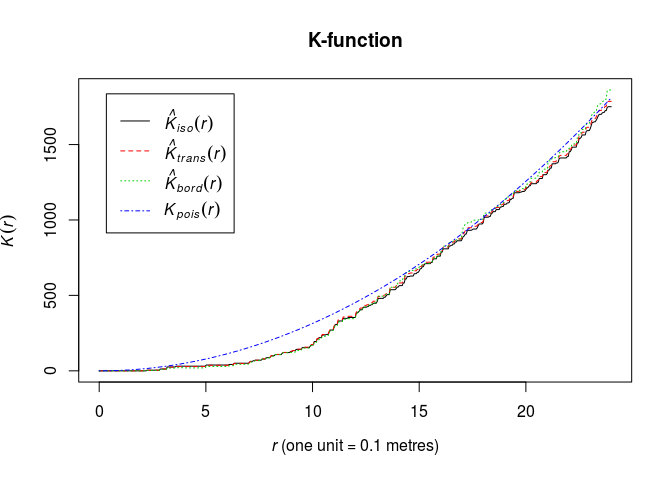 K-function
K̂iso(r)
K̂trans(r)
K̂bord(r)
Kpois(r)
K(r)
0
500
1000
1500
0 5 10 15 20
r (one unit = 0.1 metres)